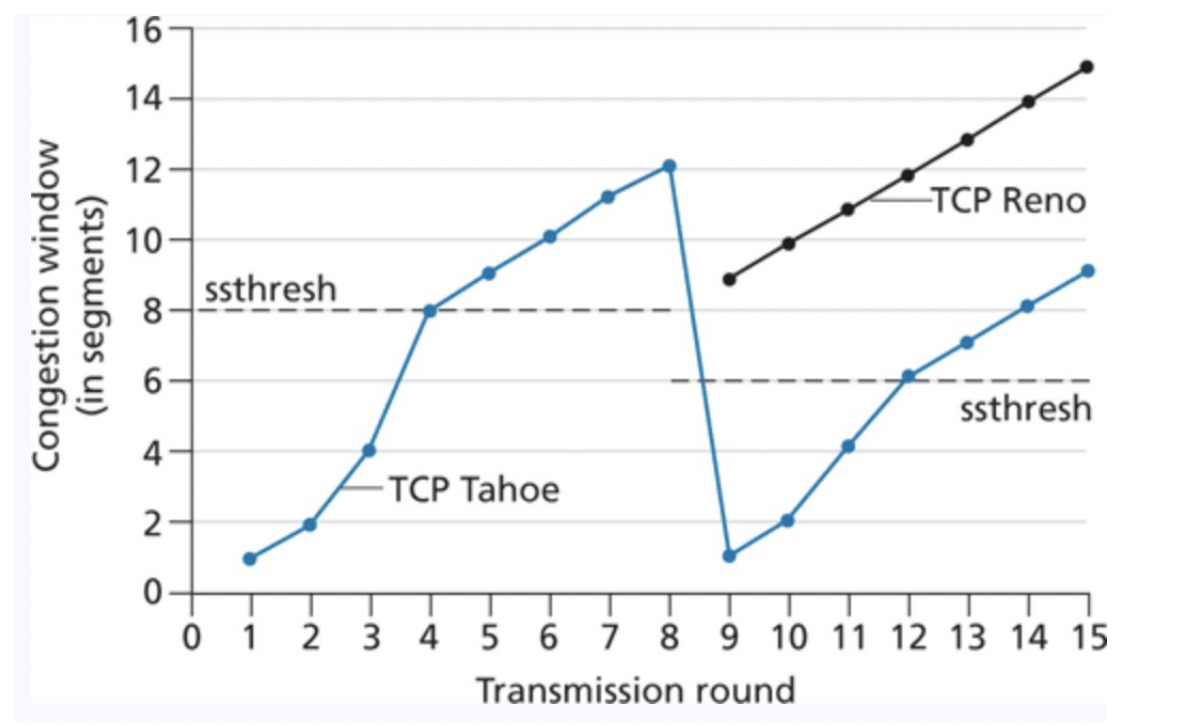 16
14
12
10
8
6
4
2
0
Congestion window
(in segments)
ssthresh
TCP Reno
ssthresh
TCP Tahoe
0 1 2 3 4 5 6 7 8 9 10 11 12 13 14 15
Transmission round